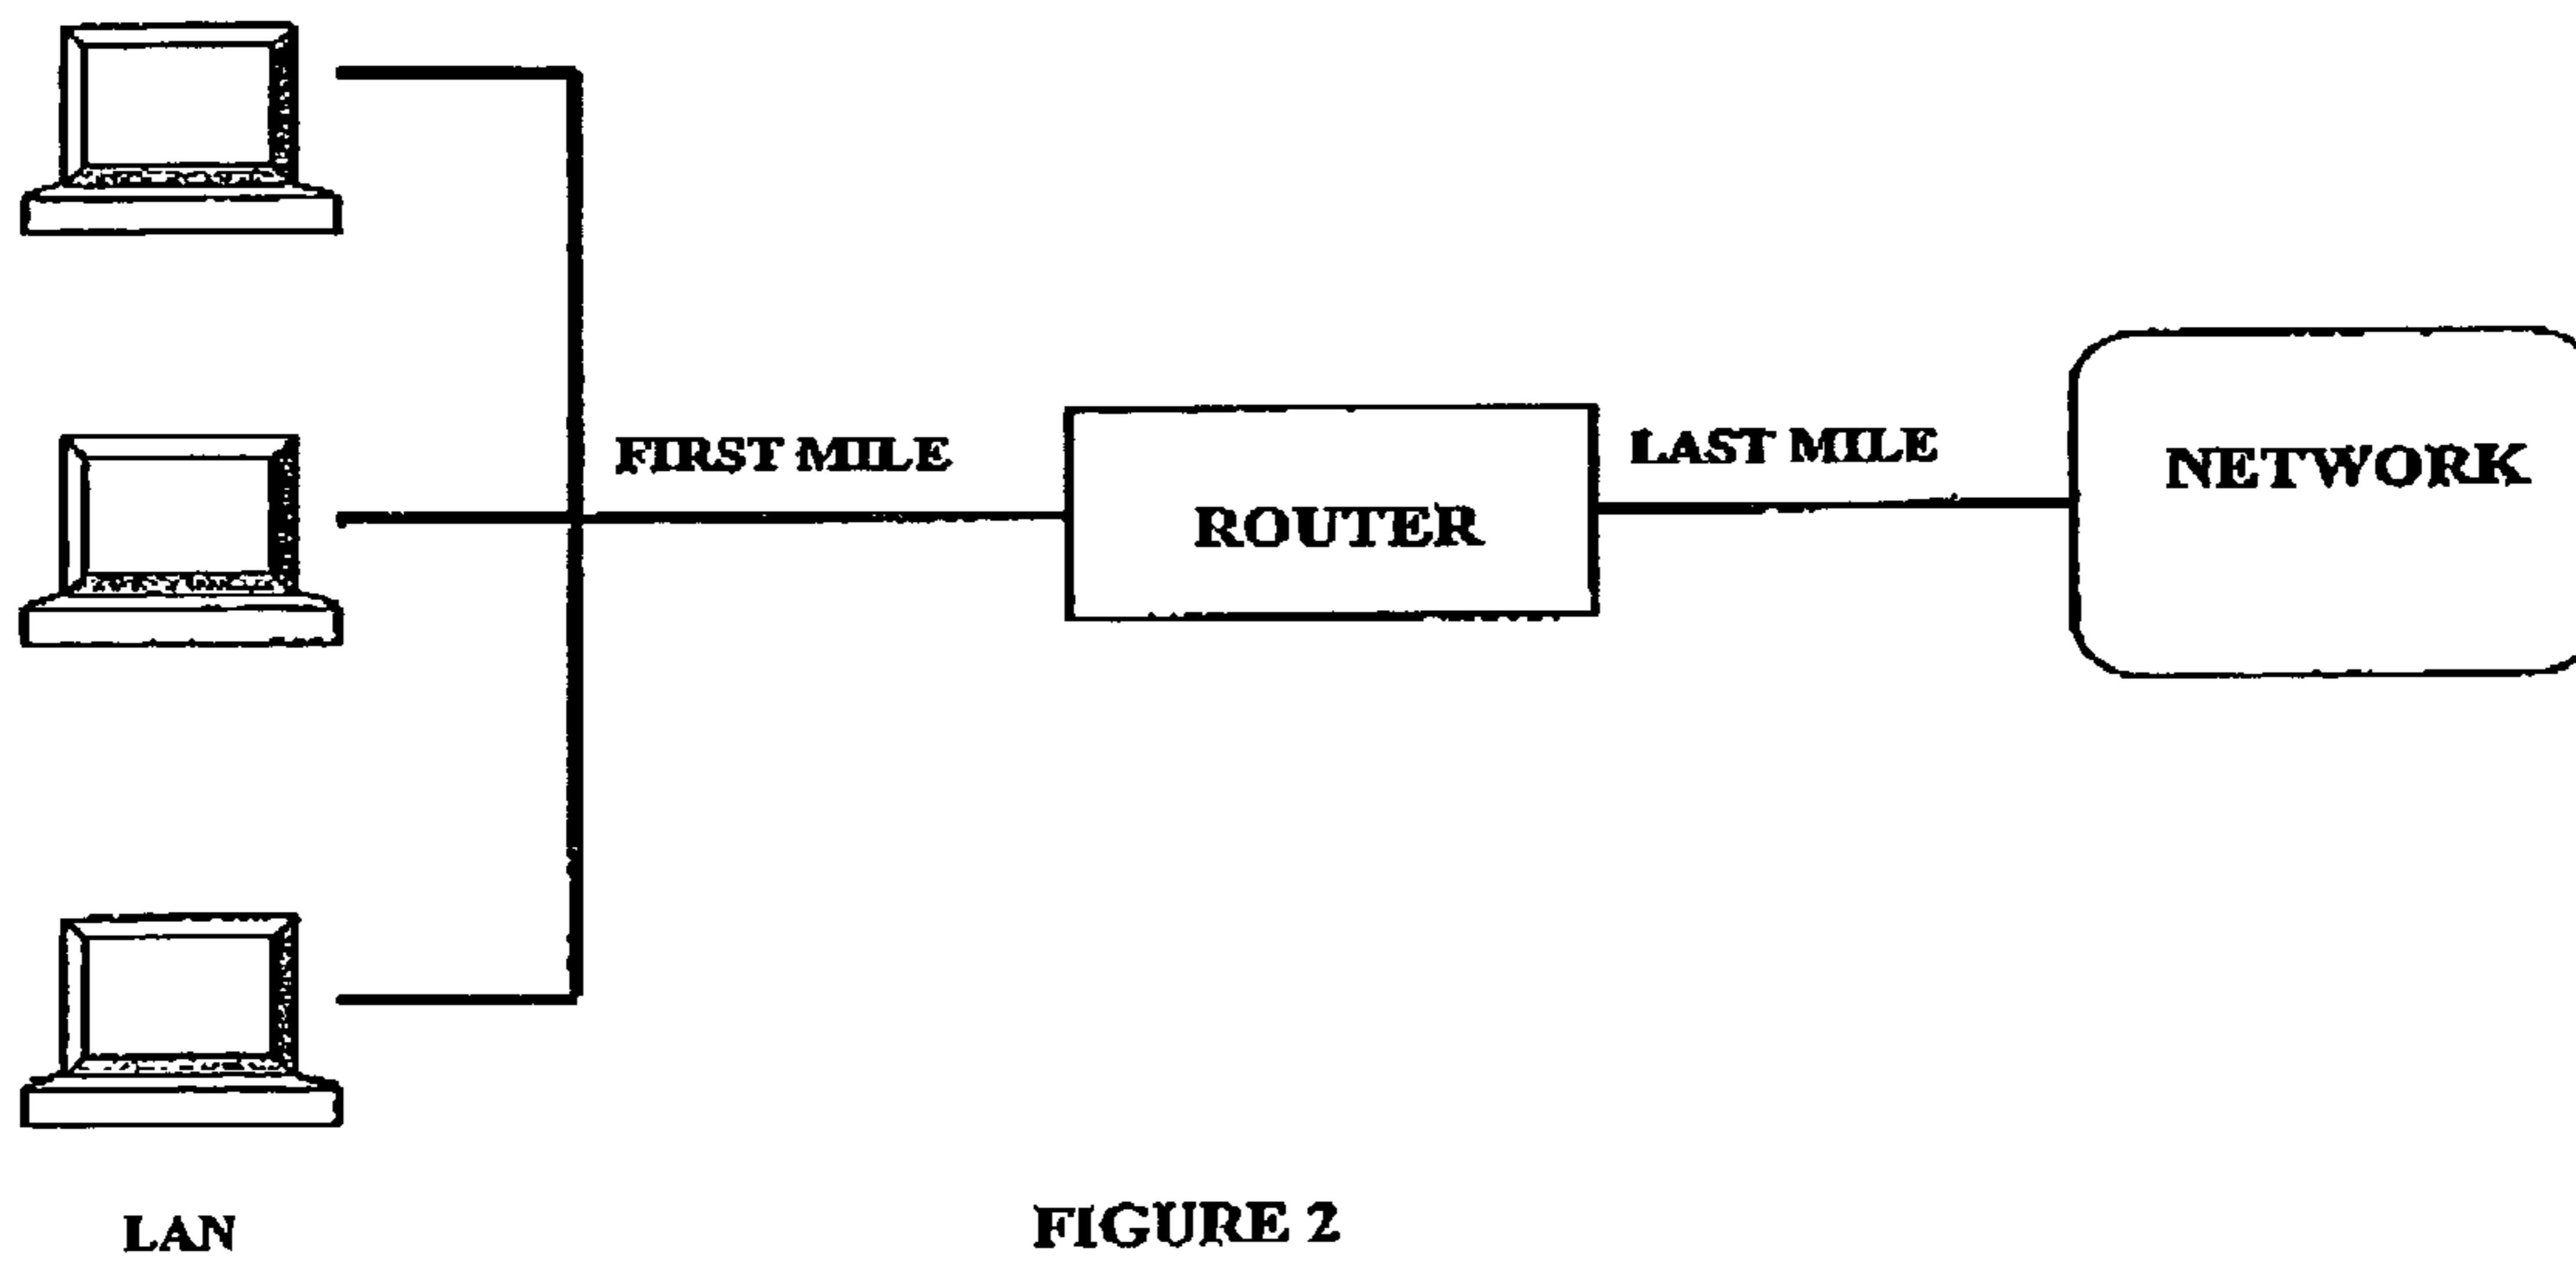 FIRST MILE
ROUTER
LAST MILE
NETWORK
LAN
FIGURE 2